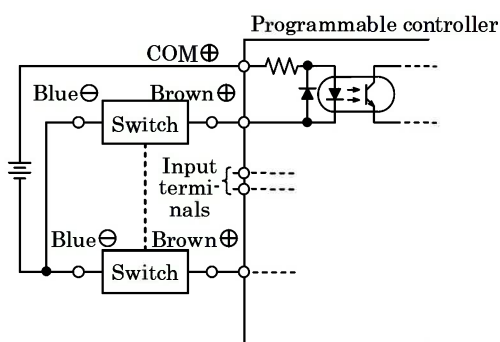 Programmable controller
COM⊕
Blue⊖ Brown⊕
Switch
Input
termi-
nals
Blue⊖ Brown⊕
Switch